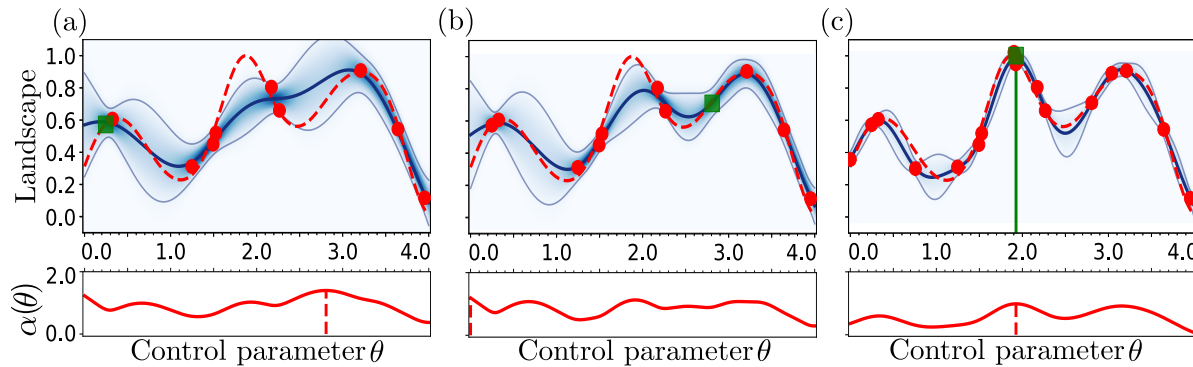 (a) (b) (c)
Landscape
1.0
0.8
0.6
0.4
0.2
0.0
0.0 1.0 2.0 3.0 4.0 0.0 1.0 2.0 3.0 4.0 0.0 1.0 2.0 3.0 4.0
α(θ)
2.0
0.0
Control parameter θ Control parameter θ Control parameter θ